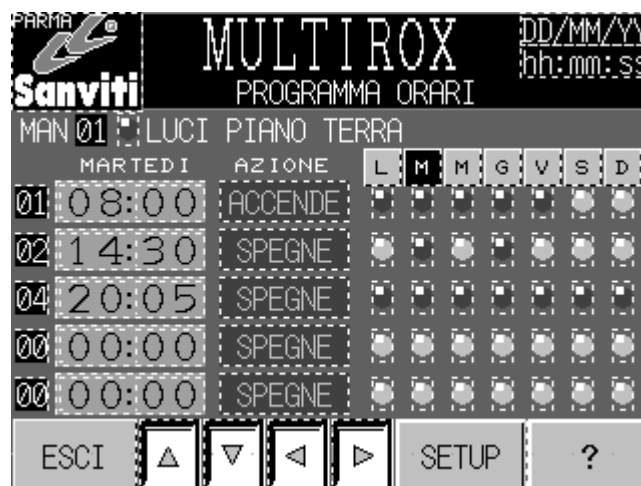 PARMA
Sanviti
MULTIROX
PROGRAMMA ORARI
DD/MM/YY
hh:mm:ss
MAN 01 LUCI PIANO TERRA
MARTEDI AZIONE L M M G V S D
01 08:00 ACCENDE
02 14:30 SPEGNE
04 20:05 SPEGNE
00 00:00 SPEGNE
00 00:00 SPEGNE
ESCI SETUP ?